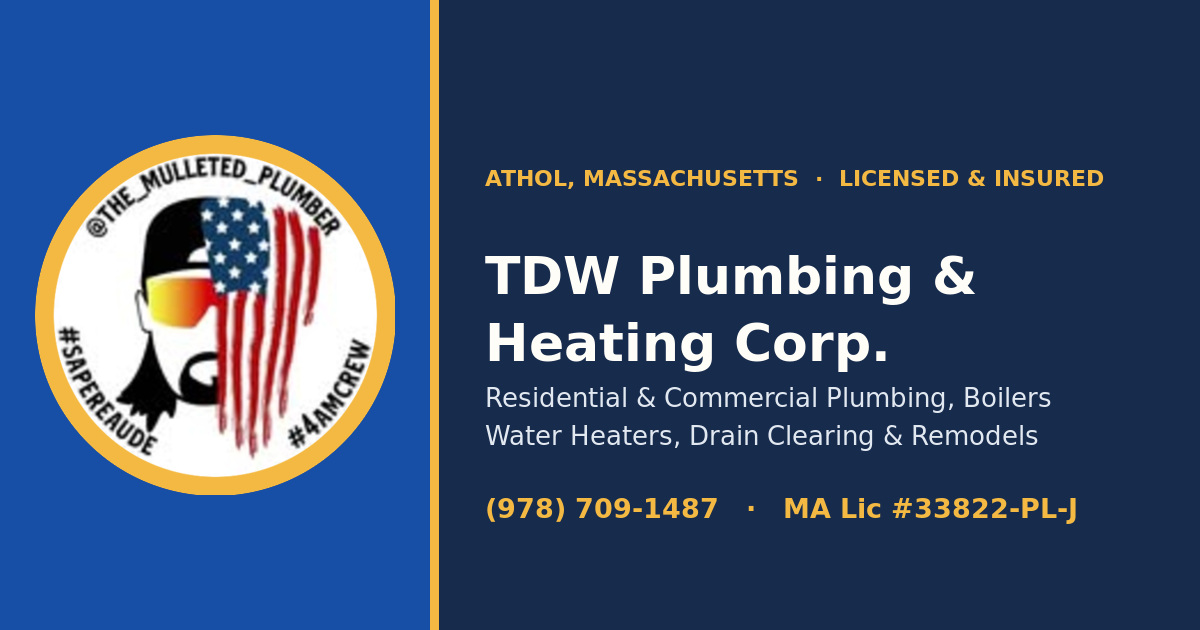 @THE_MULLETED_PLUMBER
#SAPEREAUDE
#4AMCREW
ATHOL, MASSACHUSETTS · LICENSED & INSURED
TDW Plumbing &
Heating Corp.
Residential & Commercial Plumbing, Boilers
Water Heaters, Drain Clearing & Remodels
(978) 709-1487 · MA Lic #33822-PL-J